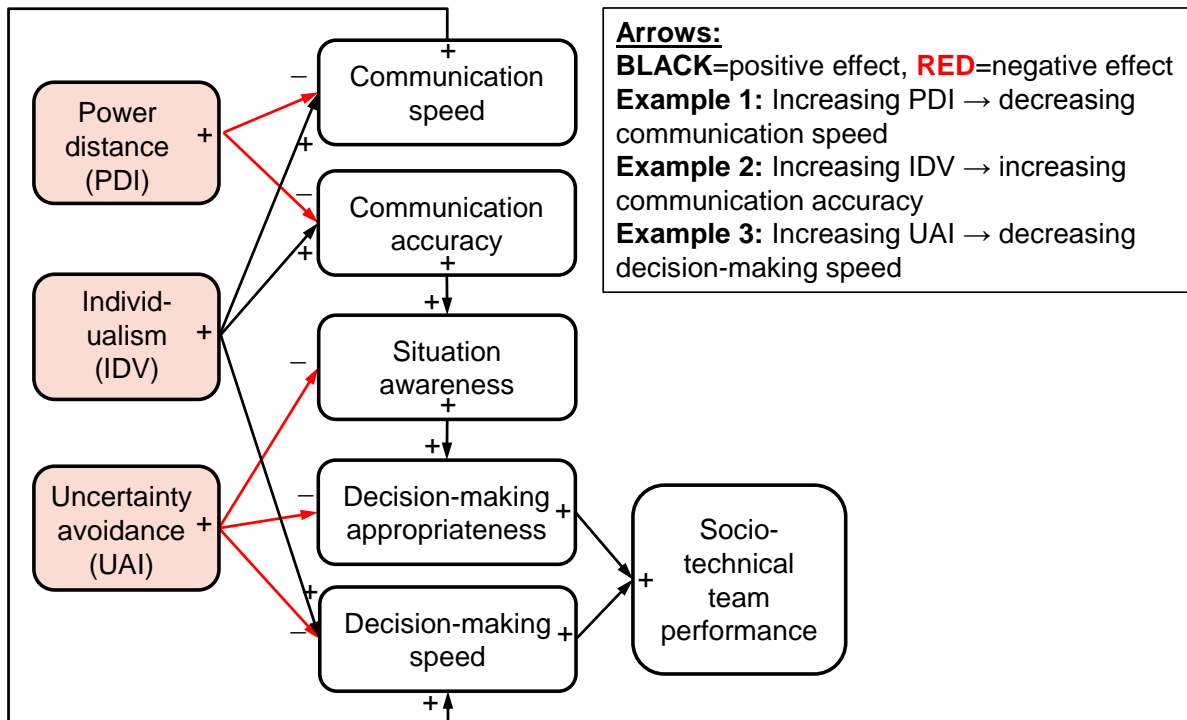 Arrows:
BLACK=positive effect, RED=negative effect
Example 1: Increasing PDI → decreasing
communication speed
Example 2: Increasing IDV → increasing
communication accuracy
Example 3: Increasing UAI → decreasing
decision-making speed
Power
distance
(PDI)
+
Individ-
ualism
(IDV)
+
Uncertainty
avoidance
(UAI)
+
+
−
Communication
speed
+
−
Communication
accuracy
+
+
+
−
Situation
awareness
+
+
−
Decision-making
appropriateness
+
+
−
Decision-making
speed
+
+
+
Socio-
technical
team
performance